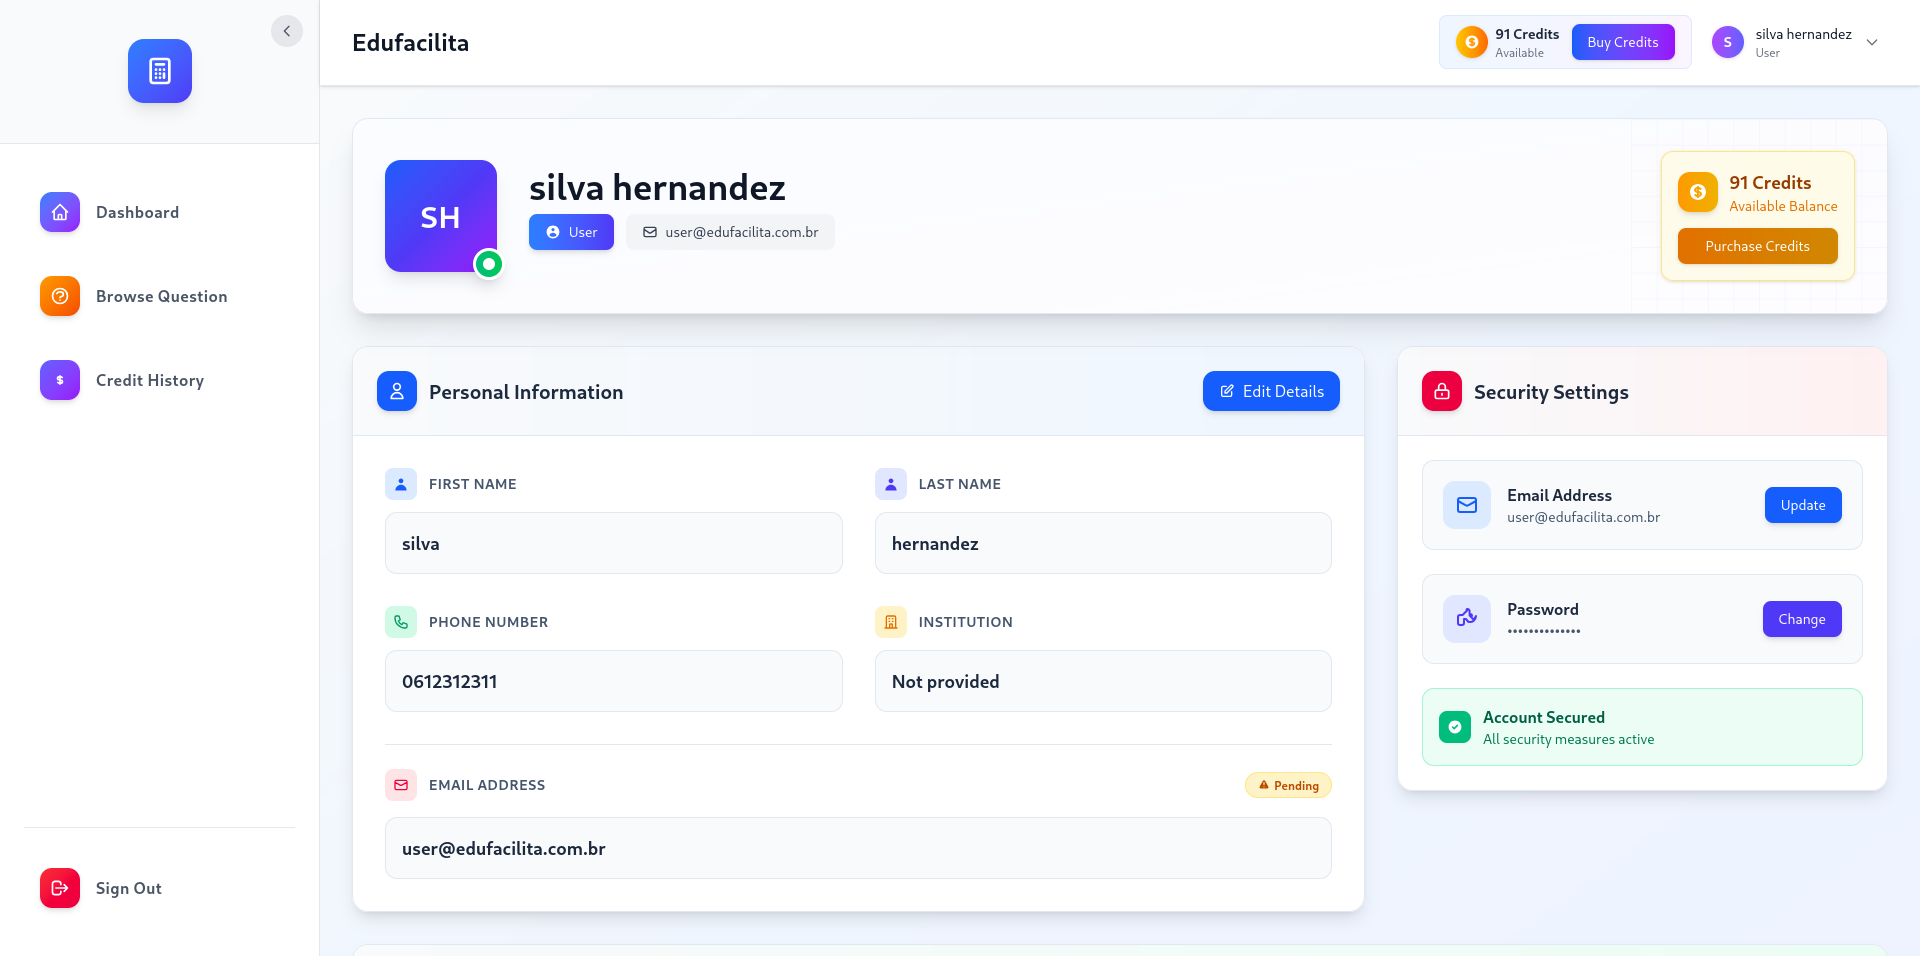 Edufacilita
91 Credits
Available
Buy Credits
S
silva hernandez
User
Dashboard
Browse Question
Credit History
Sign Out
SH
silva hernandez
User
user@edufacilita.com.br
91 Credits
Available Balance
Purchase Credits
Personal Information
Edit Details
FIRST NAME
silva
LAST NAME
hernandez
PHONE NUMBER
0612312311
INSTITUTION
Not provided
EMAIL ADDRESS
Pending
user@edufacilita.com.br
Security Settings
Email Address
user@edufacilita.com.br
Update
Password
••••••••••••••
Change
Account Secured
All security measures active